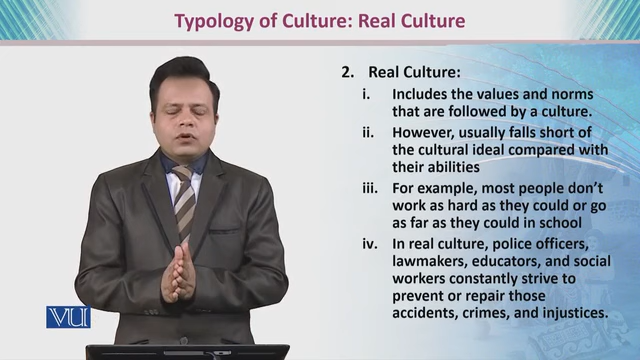 Typology of Culture: Real Culture
2. Real Culture:
i. Includes the values and norms
that are followed by a culture.
ii. However, usually falls short of
the cultural ideal compared with
their abilities
iii. For example, most people don't
work as hard as they could or go
as far as they could in school
iv. In real culture, police officers,
lawmakers, educators, and social
workers constantly strive to
prevent or repair those
accidents, crimes, and injustices.
VU